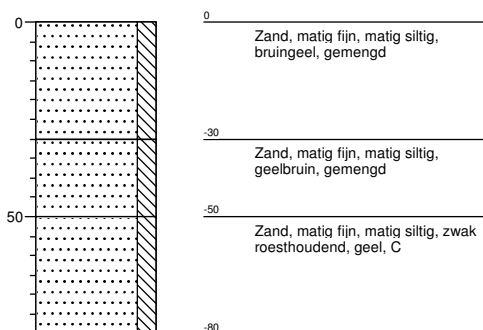 0
0
Zand, matig fijn, matig siltig,
bruingeel, gemengd
-30
Zand, matig fijn, matig siltig,
geelbruin, gemengd
50
-50
Zand, matig fijn, matig siltig, zwak
roesthoudend, geel, C
-80